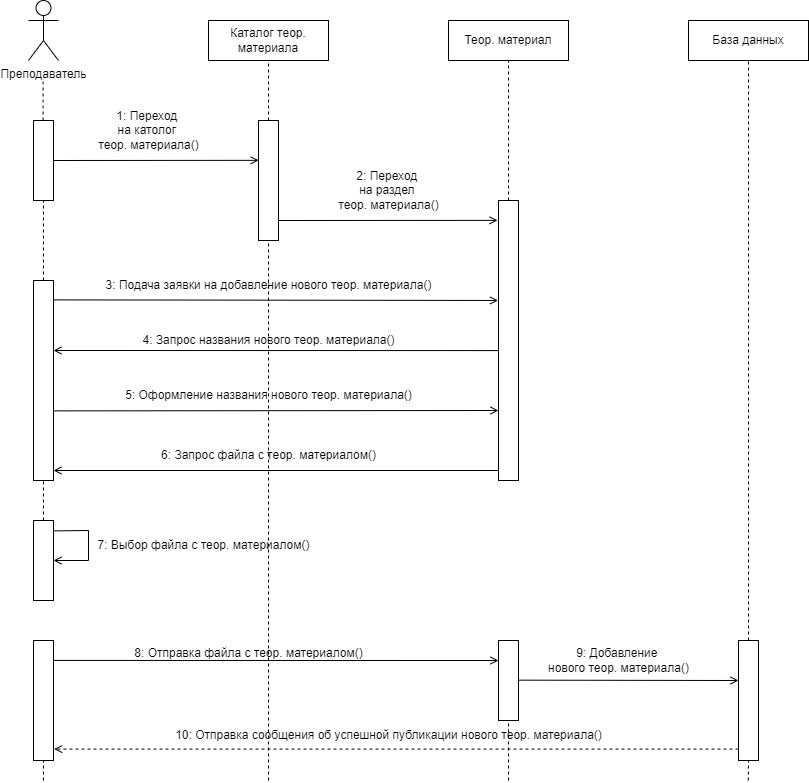 Преподаватель
Каталог теор.
материала
Теор. материал
База данных
1: Переход
на католог
теор. материала()
2: Переход
на раздел
теор. материала()
3: Подача заявки на добавление нового теор. материала()
4: Запрос названия нового теор. материала()
5: Оформление названия нового теор. материала()
6: Запрос файла с теор. материалом()
7: Выбор файла с теор. материалом()
8: Отправка файла с теор. материалом()
9: Добавление
нового теор. материала()
10: Отправка сообщения об успешной публикации нового теор. материала()